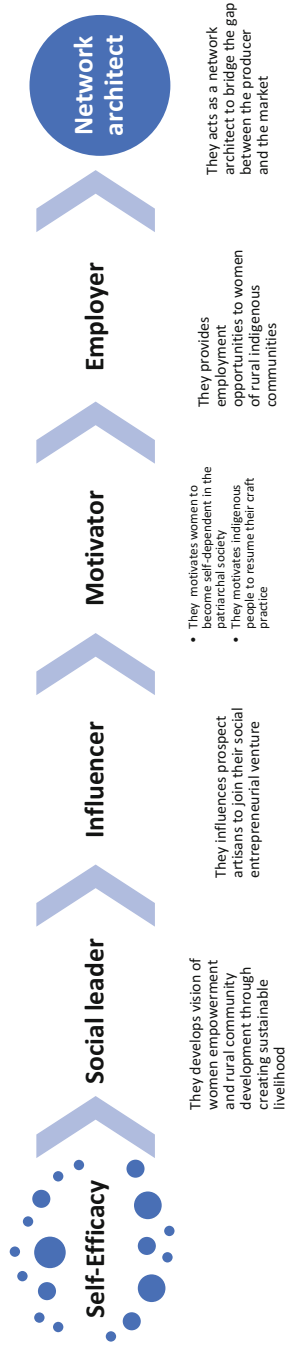 Self-Efficacy
Social leader
They develops vision of
women empowerment
and rural community
development through
creating sustainable
livelihood
Influencer
They influences prospect
artisans to join their social
entrepreneurial venture
Motivator
• They motivates women to
become self-dependent in the
patriarchal society
• They motivates indigenous
people to resume their craft
practice
Employer
They provides
employment
opportunities to women
of rural indigenous
communities
Network
architect
They acts as a network
architect to bridge the gap
between the producer
and the market